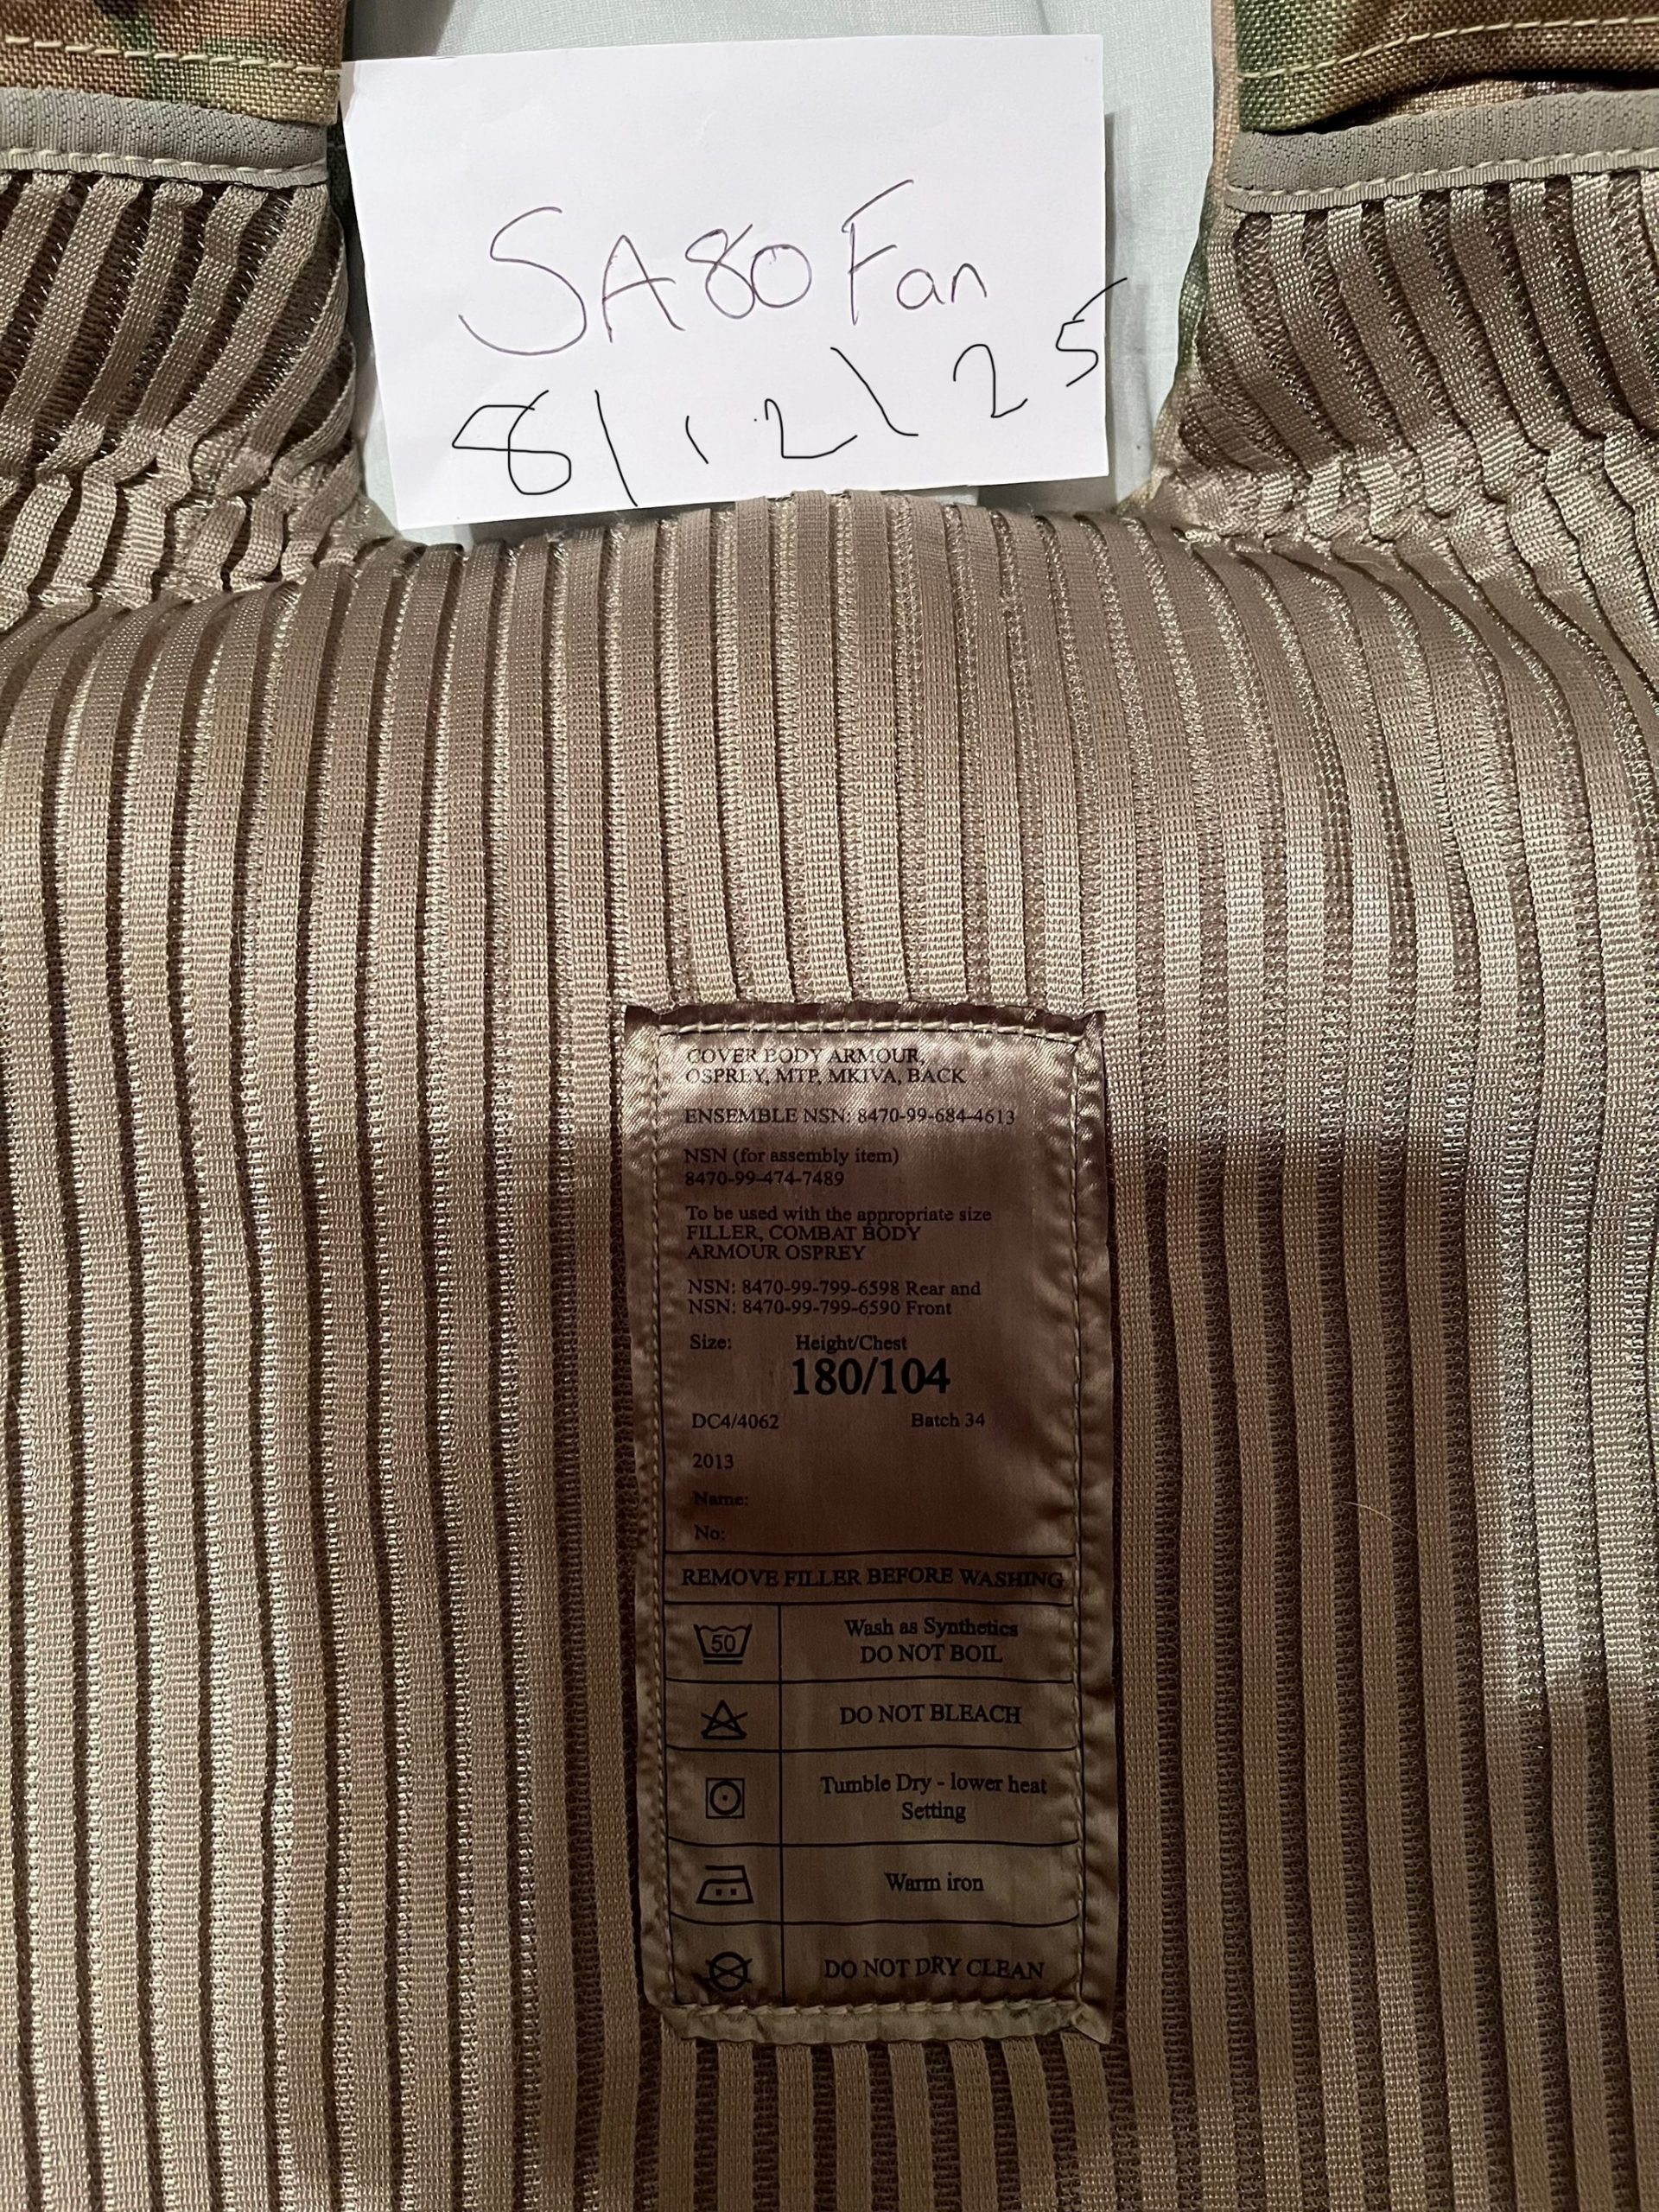 SA80 Fan
8/12/25
COVER BODY ARMOUR,
OSPREY, MTP, MKIVA, BACK
ENSEMBLE NSN: 8470-99-684-4613
NSN (for assembly item)
8470-99-474-7489
To be used with the appropriate size
FILLER, COMBAT BODY
ARMOUR OSPREY
NSN: 8470-99-799-6598 Rear and
NSN: 8470-99-799-6590 Front
Size: Height/Chest
180/104
DC4/4062 Batch 34
2013
Name:
No:
REMOVE FILLER BEFORE WASHING
50 Wash as Synthetics
DO NOT BOIL
DO NOT BLEACH
Tumble Dry - lower heat
Setting
Warm iron
DO NOT DRY CLEAN